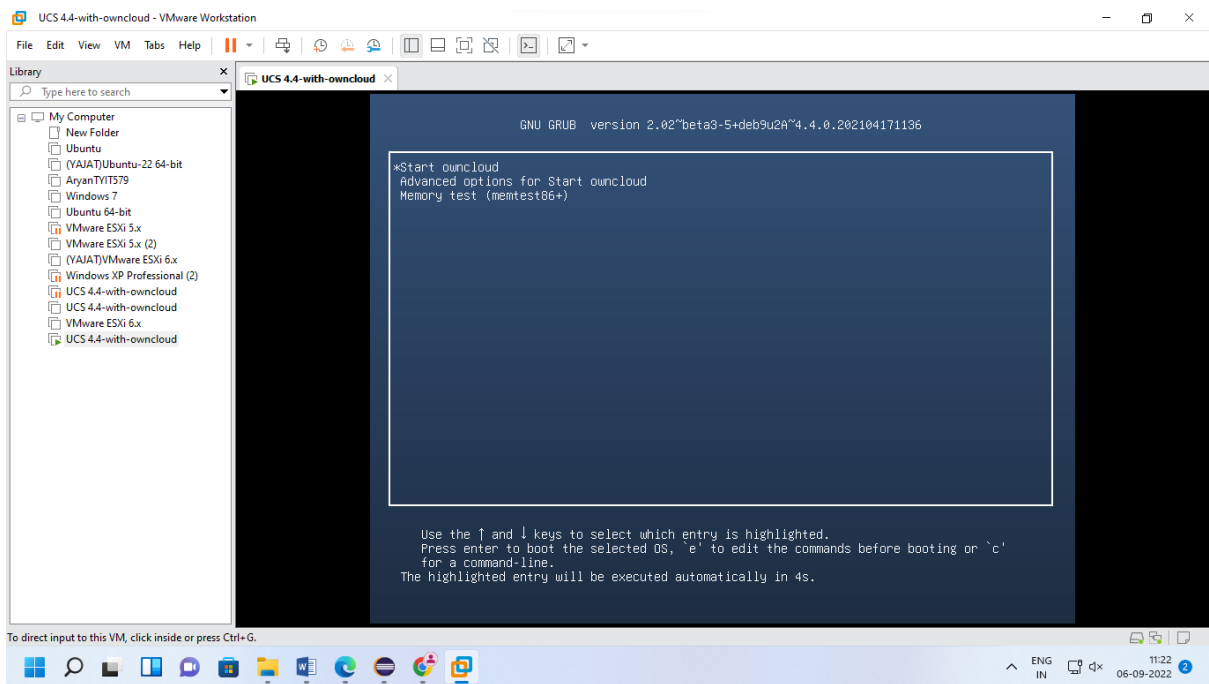 UCS 4.4-with-owncloud - VMware Workstation
File Edit View VM Tabs Help
Library
Type here to search
My Computer
New Folder
Ubuntu
(YAJAT)Ubuntu-22 64-bit
AryanTYIT579
Windows 7
Ubuntu 64-bit
VMware ESXi 5.x
VMware ESXi 5.x (2)
(YAJAT)VMware ESXi 6.x
Windows XP Professional (2)
UCS 4.4-with-owncloud
UCS 4.4-with-owncloud
VMware ESXi 6.x
UCS 4.4-with-owncloud
UCS 4.4-with-owncloud
GNU GRUB version 2.02~beta3-5+deb9u2A~4.4.0.202104171136
*Start owncloud
Advanced options for Start owncloud
Memory test (memtest86+)
Use the ↑ and ↓ keys to select which entry is highlighted.
Press enter to boot the selected OS, `e' to edit the commands before booting or `c'
for a command-line.
The highlighted entry will be executed automatically in 4s.
To direct input to this VM, click inside or press Ctrl+G.
ENG
IN
11:22
06-09-2022
2